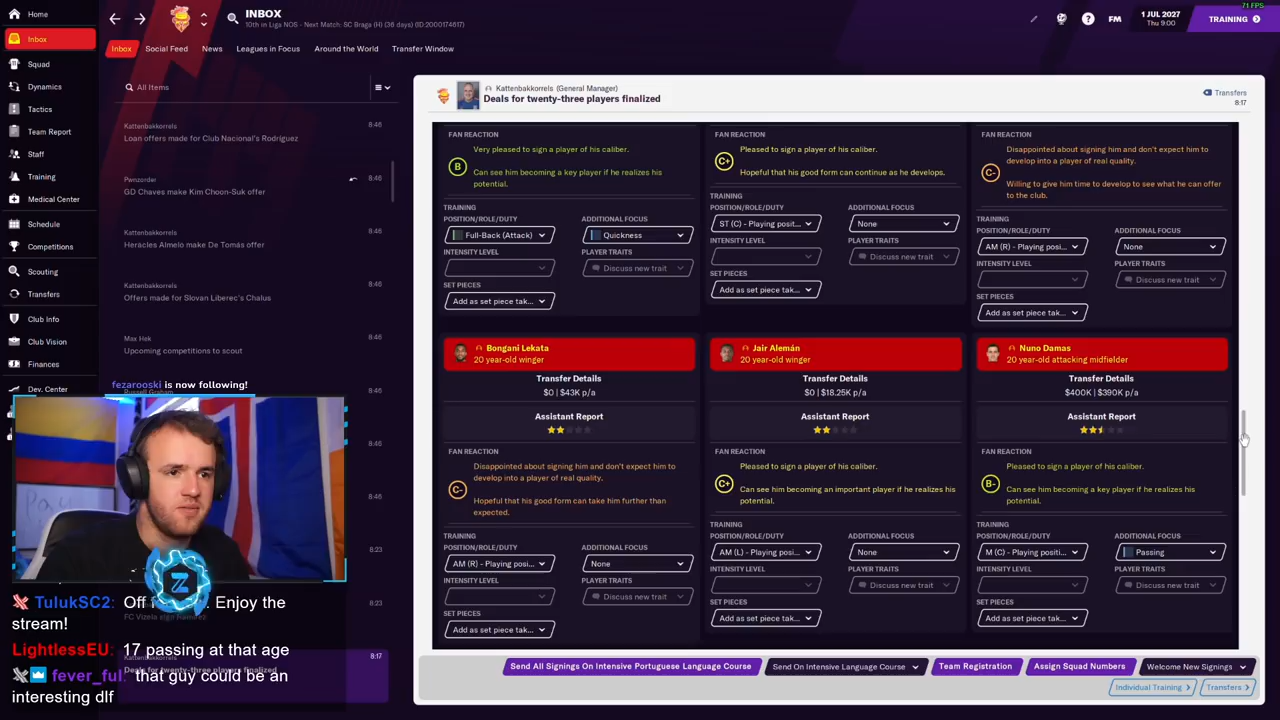 71 FPS
Home
INBOX
10th in Liga NOS - Next Match: SC Braga (H) (36 days) (ID:2000174617)
FM
1 JUL 2027
Thu 9:00
TRAINING
Inbox
Squad
Dynamics
Tactics
Team Report
Staff
Training
Medical Center
Schedule
Competitions
Scouting
Transfers
Club Info
Club Vision
Finances
Dev. Center
Inbox
Social Feed
News
Leagues in Focus
Around the World
Transfer Window
All Items
Kattenbakkorrels
8:46
Loan offers made for Club Nacional's Rodríguez
Pwnzorder
8:46
GD Chaves make Kim Choon-Suk offer
Kattenbakkorrels
8:46
Heracles Almelo make De Tomás offer
Kattenbakkorrels
8:46
Offers made for Slovan Liberec's Chalus
Max Hek
8:46
Upcoming competitions to scout
8:46
fezarooski is now following!
8:46
8:23
8:23
FC Vizela sign Ramírez
Kattenbakkorrels
8:17
Deals for twenty-three players finalized
TulukSC2: Enjoy the
stream!
LightlessEU: 17 passing at that age
fever_ful: that guy could be an
interesting dlf
Kattenbakkorrels (General Manager)
Deals for twenty-three players finalized
Transfers
8:17
FAN REACTION
B
Very pleased to sign a player of his caliber.
Can see him becoming a key player if he realizes his
potential.
TRAINING
POSITION/ROLE/DUTY
ADDITIONAL FOCUS
Full-Back (Attack)
Quickness
INTENSITY LEVEL
PLAYER TRAITS
Discuss new trait
SET PIECES
Add as set piece tak...
FAN REACTION
C+
Pleased to sign a player of his caliber.
Hopeful that his good form can continue as he develops.
TRAINING
POSITION/ROLE/DUTY
ADDITIONAL FOCUS
ST (C) - Playing posit...
None
INTENSITY LEVEL
PLAYER TRAITS
Discuss new trait
SET PIECES
Add as set piece tak...
FAN REACTION
C-
Disappointed about signing him and don't expect him to
develop into a player of real quality.
Willing to give him time to develop to see what he can offer
to the club.
TRAINING
POSITION/ROLE/DUTY
ADDITIONAL FOCUS
AM (R) - Playing posi...
None
INTENSITY LEVEL
PLAYER TRAITS
Discuss new trait
SET PIECES
Add as set piece tak...
Bongani Lekata
20 year-old winger
Transfer Details
$0 | $43K p/a
Assistant Report
FAN REACTION
C-
Disappointed about signing him and don't expect him to
develop into a player of real quality.
Hopeful that his good form can take him further than
expected.
TRAINING
POSITION/ROLE/DUTY
ADDITIONAL FOCUS
AM (R) - Playing posi...
None
INTENSITY LEVEL
PLAYER TRAITS
Discuss new trait
SET PIECES
Add as set piece tak...
Jair Alemán
20 year-old winger
Transfer Details
$0 | $18.25K p/a
Assistant Report
FAN REACTION
C+
Pleased to sign a player of his caliber.
Can see him becoming an important player if he realizes his
potential.
TRAINING
POSITION/ROLE/DUTY
ADDITIONAL FOCUS
AM (L) - Playing posi...
None
INTENSITY LEVEL
PLAYER TRAITS
Discuss new trait
SET PIECES
Add as set piece tak...
Nuno Damas
20 year-old attacking midfielder
Transfer Details
$400K | $390K p/a
Assistant Report
FAN REACTION
B-
Pleased to sign a player of his caliber.
Can see him becoming a key player if he realizes his
potential.
TRAINING
POSITION/ROLE/DUTY
ADDITIONAL FOCUS
M (C) - Playing positi...
Passing
INTENSITY LEVEL
PLAYER TRAITS
Discuss new trait
SET PIECES
Add as set piece tak...
Send All Signings On Intensive Portuguese Language Course
Send On Intensive Language Course
Team Registration
Assign Squad Numbers
Welcome New Signings
Individual Training
Transfers